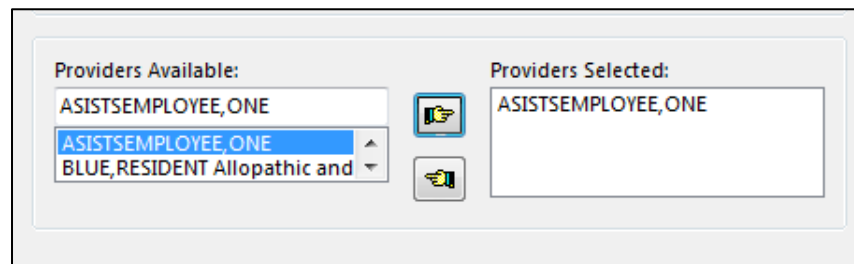 Providers Available:
ASISTSEMPLOYEE,ONE
ASISTSEMPLOYEE,ONE
BLUE,RESIDENT Allopathic and
Providers Selected:
ASISTSEMPLOYEE,ONE